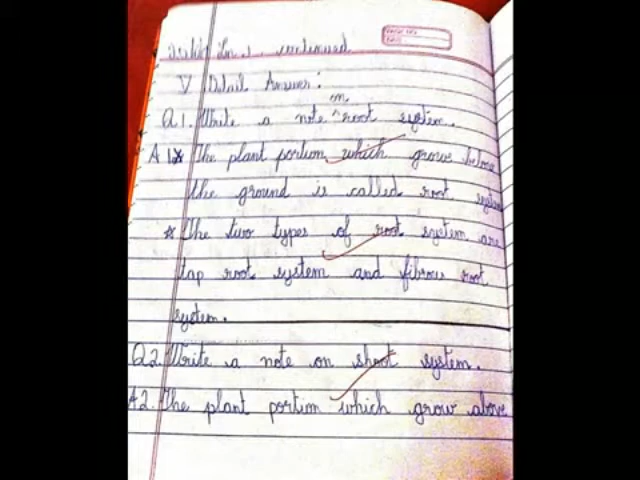 continued
V Detail Answer:
on
Q1. Write a note ^ root system.
A1* The plant portion which grows below
the ground is called root system
* The two types of root system are
tap root system and fibrous root
system.
Q2. Write a note on shoot system.
A2. The plant portion which grow above